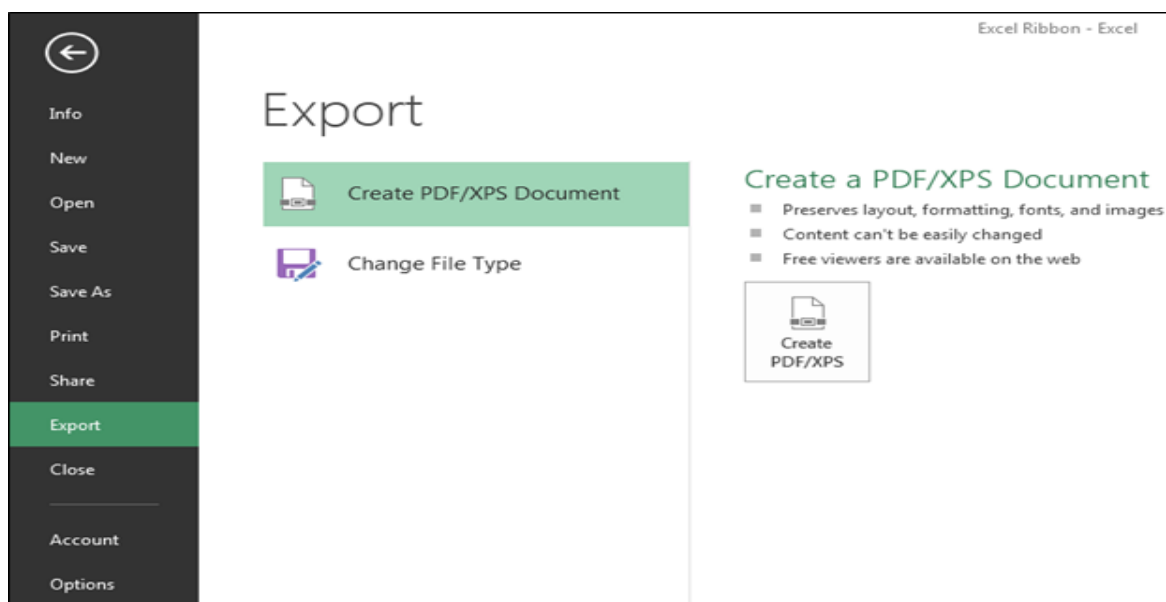 Excel Ribbon - Excel
Info
New
Open
Save
Save As
Print
Share
Export
Close
Account
Options
Export
Create PDF/XPS Document
Change File Type
Create a PDF/XPS Document
Preserves layout, formatting, fonts, and images
Content can't be easily changed
Free viewers are available on the web
Create
PDF/XPS